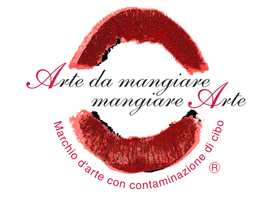 Arte da mangiare
mangiare Arte
Marchio d'arte con contaminazione di cibo
®